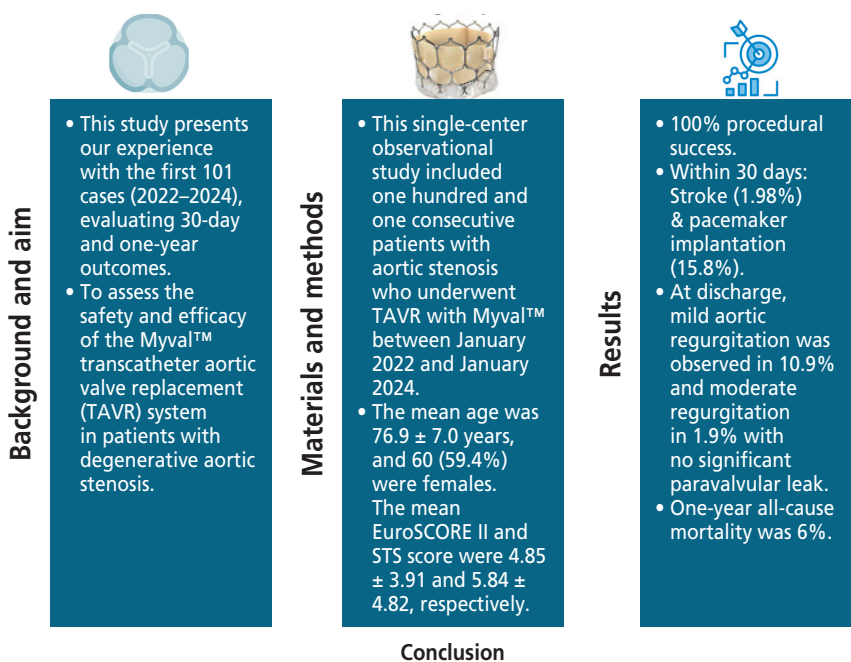 Background and aim
• This study presents
our experience
with the first 101
cases (2022–2024),
evaluating 30-day
and one-year
outcomes.
• To assess the
safety and efficacy
of the Myval™
transcatheter aortic
valve replacement
(TAVR) system
in patients with
degenerative aortic
stenosis.
Materials and methods
• This single-center
observational
study included
one hundred and
one consecutive
patients with
aortic stenosis
who underwent
TAVR with Myval™
between January
2022 and January
2024.
• The mean age was
76.9 ± 7.0 years,
and 60 (59.4%)
were females.
The mean
EuroSCORE II and
STS score were 4.85
± 3.91 and 5.84 ±
4.82, respectively.
Results
• 100% procedural
success.
• Within 30 days:
Stroke (1.98%)
& pacemaker
implantation
(15.8%).
• At discharge,
mild aortic
regurgitation was
observed in 10.9%
and moderate
regurgitation
in 1.9% with
no significant
paravalvular leak.
• One-year all-cause
mortality was 6%.
Conclusion